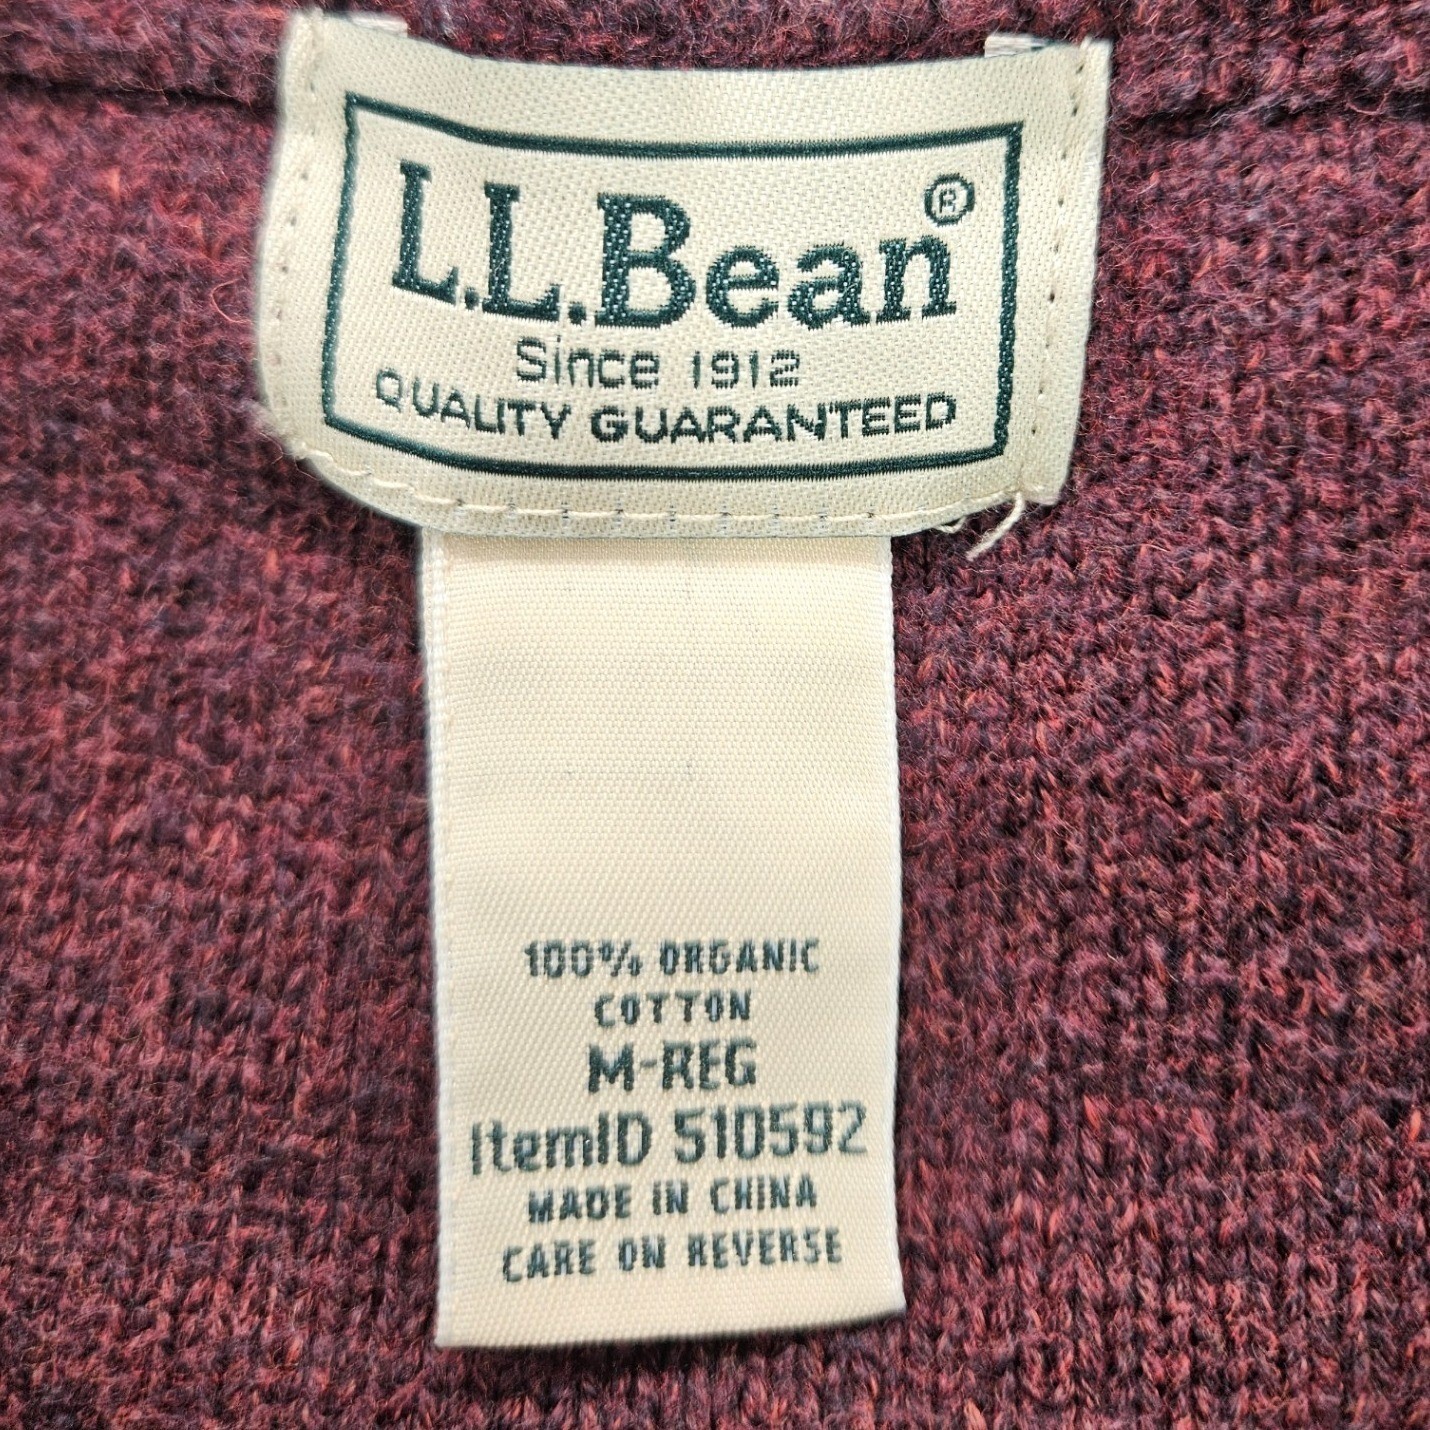 L.L.Bean®
Since 1912
QUALITY GUARANTEED
100% ORGANIC
COTTON
M-REG
ItemID 510592
MADE IN CHINA
CARE ON REVERSE